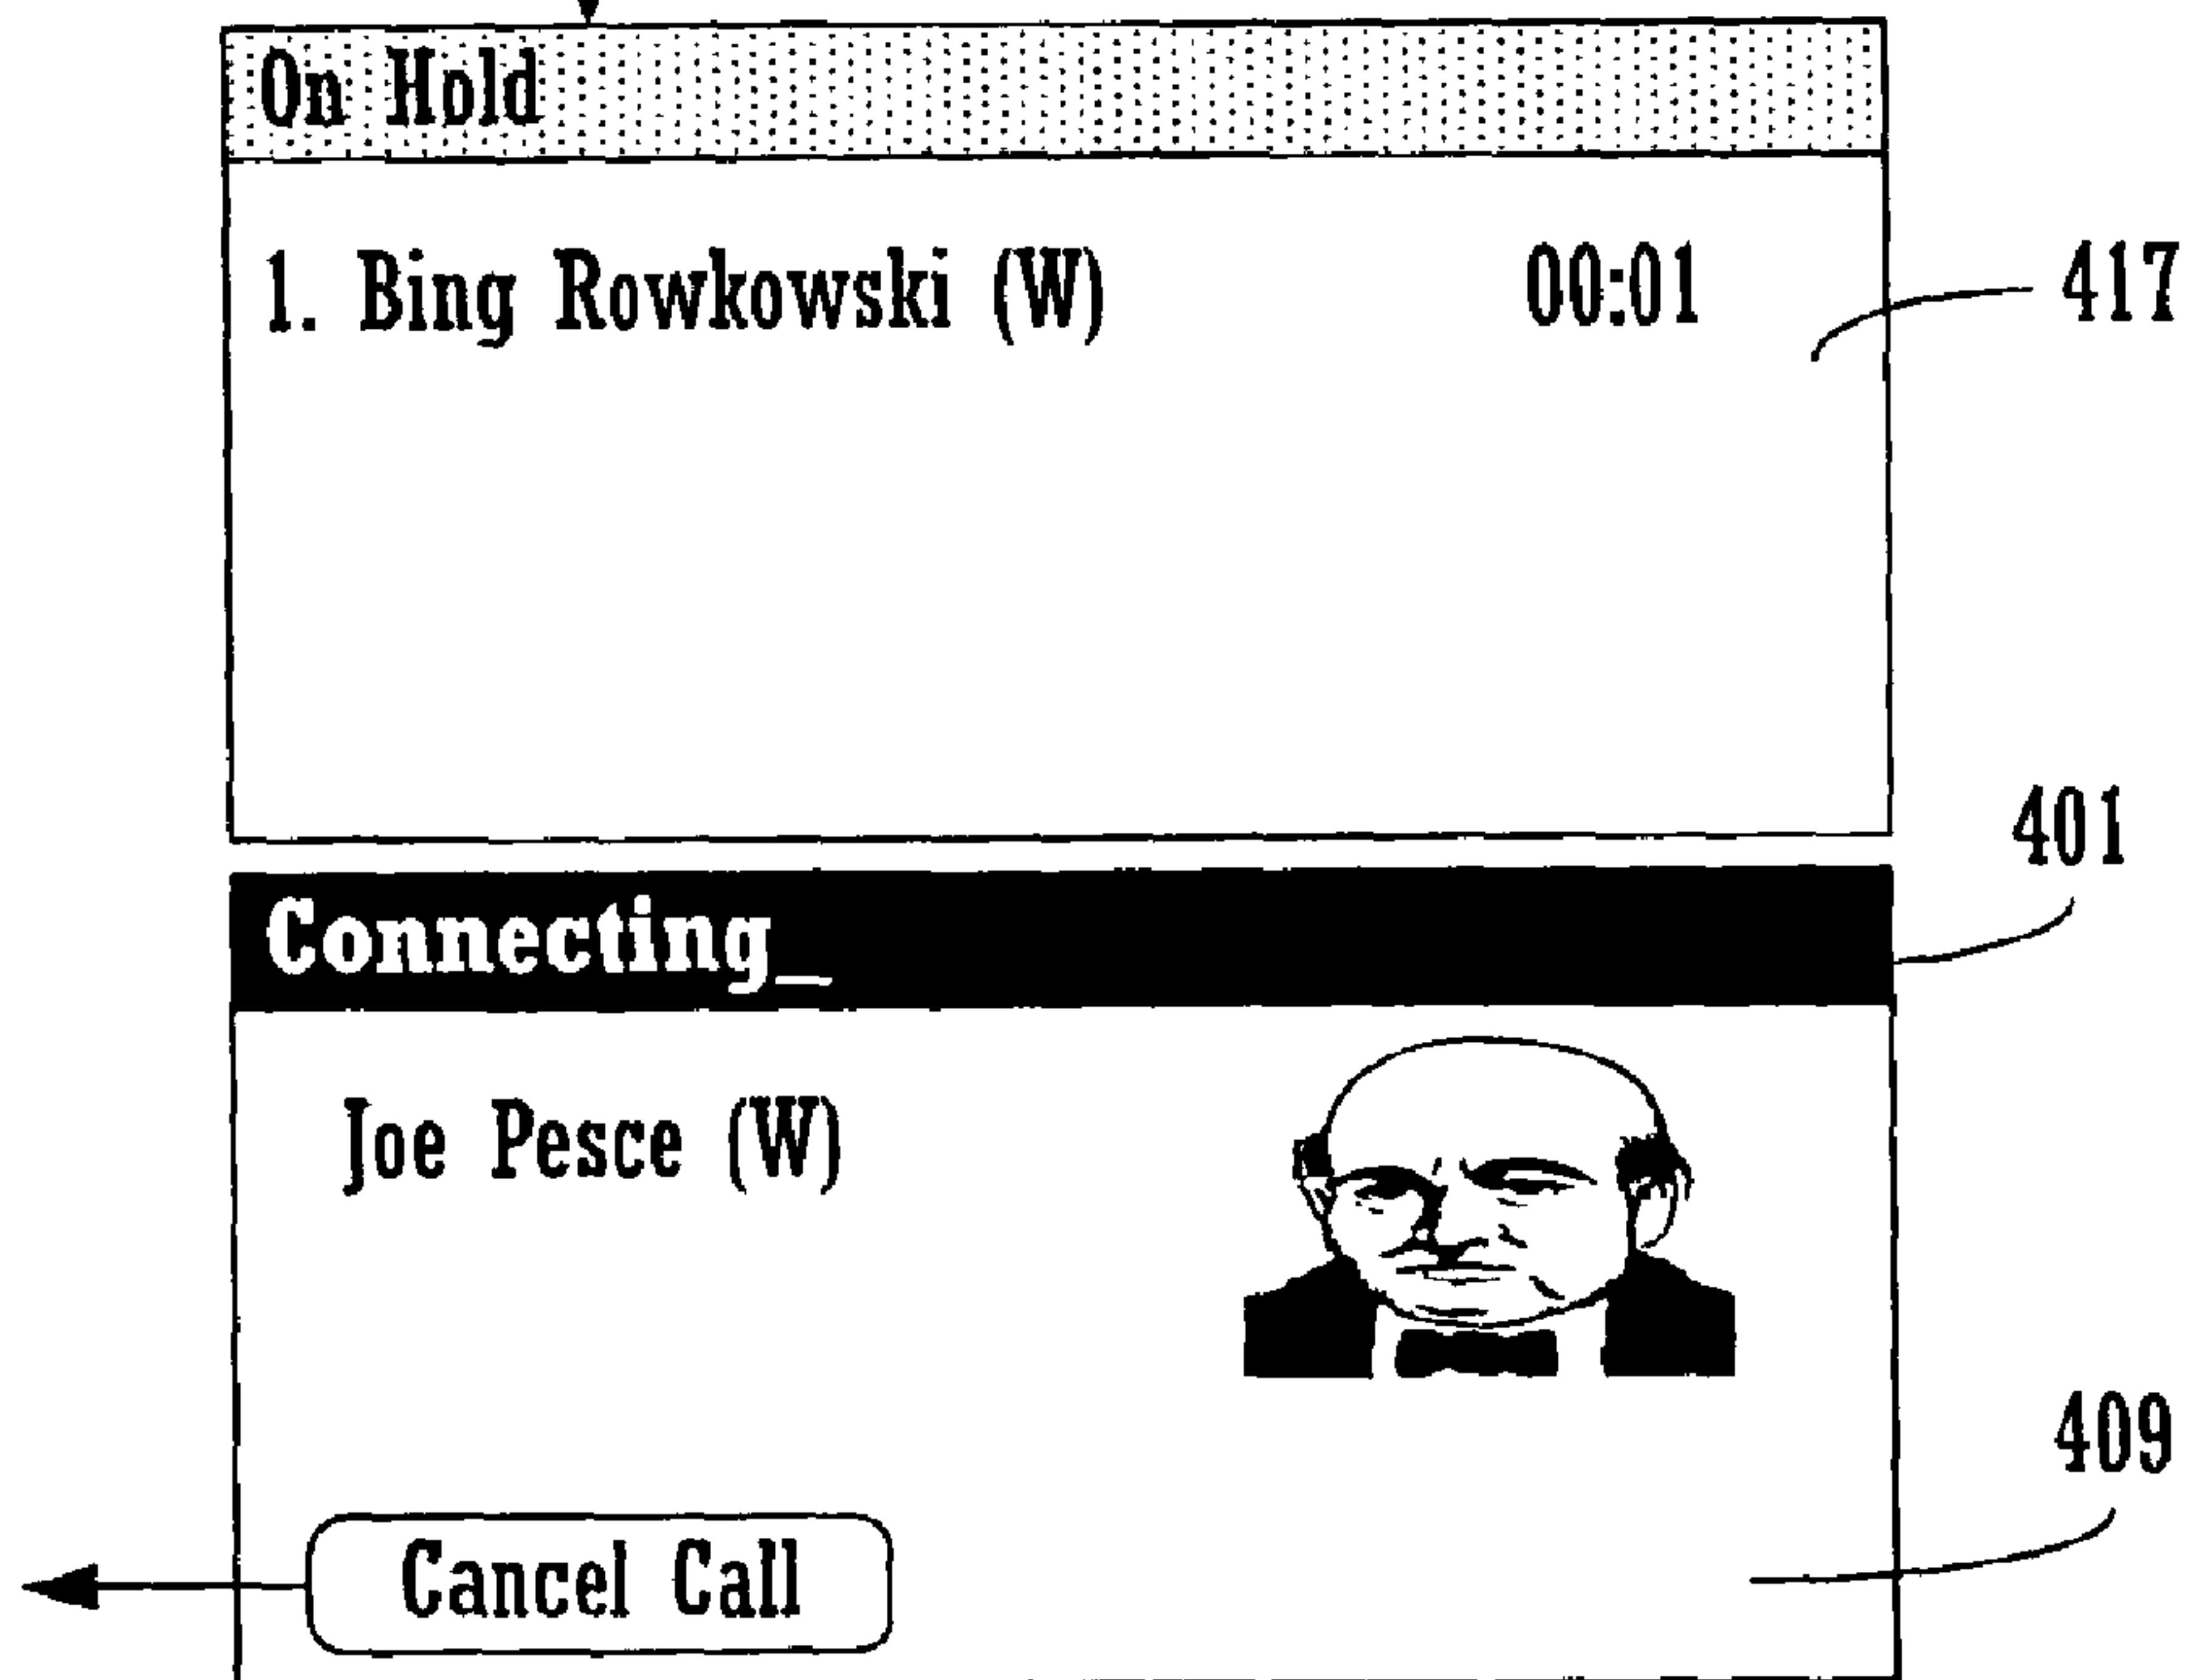 On Hold
1. Bing Rowkowski (W) 00:01
417
401
Connecting_
Joe Pesce (W)
409
Cancel Call